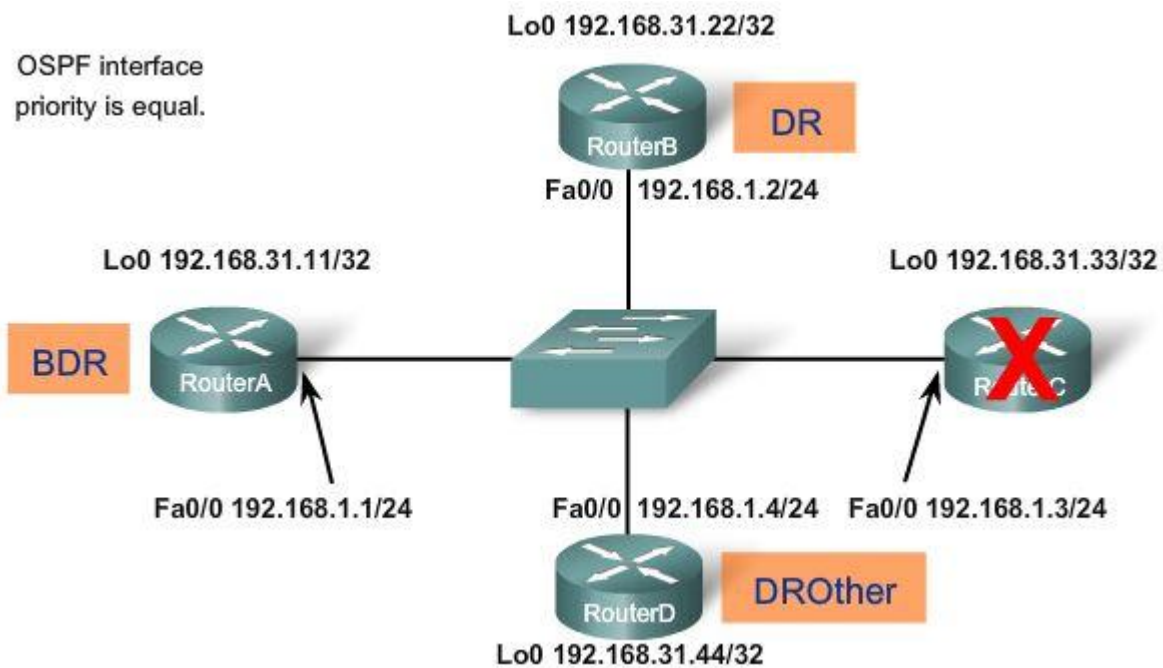 Lo0 192.168.31.22/32
OSPF interface
priority is equal.
RouterB
DR
Fa0/0 192.168.1.2/24
Lo0 192.168.31.11/32
Lo0 192.168.31.33/32
BDR
RouterA
RouterC
Fa0/0 192.168.1.1/24
Fa0/0 192.168.1.4/24
Fa0/0 192.168.1.3/24
RouterD
DROther
Lo0 192.168.31.44/32